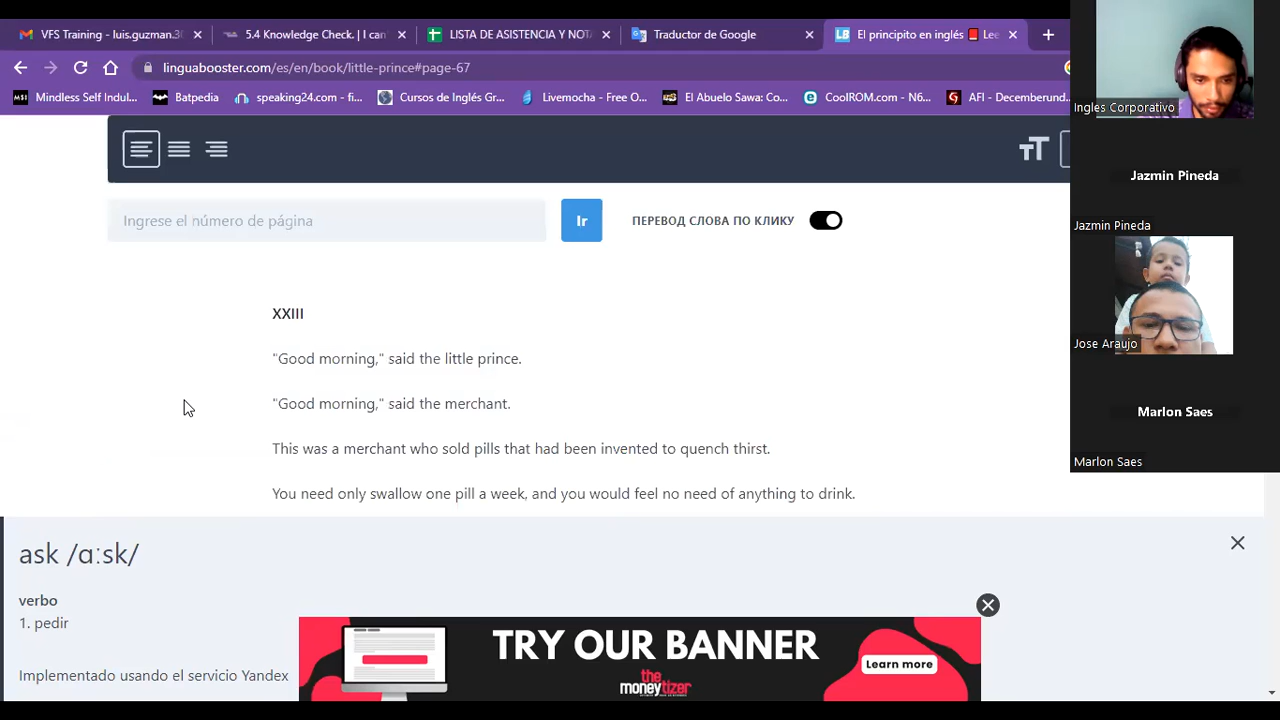 VFS Training - luis.guzman.3
5.4 Knowledge Check. | I can
LISTA DE ASISTENCIA Y NOTA
Traductor de Google
El principito en inglés
Lee
linguabooster.com/es/en/book/little-prince#page-67
Mindless Self Indul...
Batpedia
speaking24.com - fi...
Cursos de Inglés Gr...
Livemocha - Free O...
El Abuelo Sawa: Co...
CoolROM.com - N6...
AFI - Decemberund...
Ingles Corporativo
Jazmin Pineda
Jazmin Pineda
Jose Araujo
Marlon Saes
Marlon Saes
Ingrese el número de página
Ir
ПЕРЕВОД СЛОВА ПО КЛИКУ
XXIII
"Good morning," said the little prince.
"Good morning," said the merchant.
This was a merchant who sold pills that had been invented to quench thirst.
You need only swallow one pill a week, and you would feel no need of anything to drink.
ask /ɑːsk/
verbo
1. pedir
Implementado usando el servicio Yandex
TRY OUR BANNER
the
moneytizer
Learn more